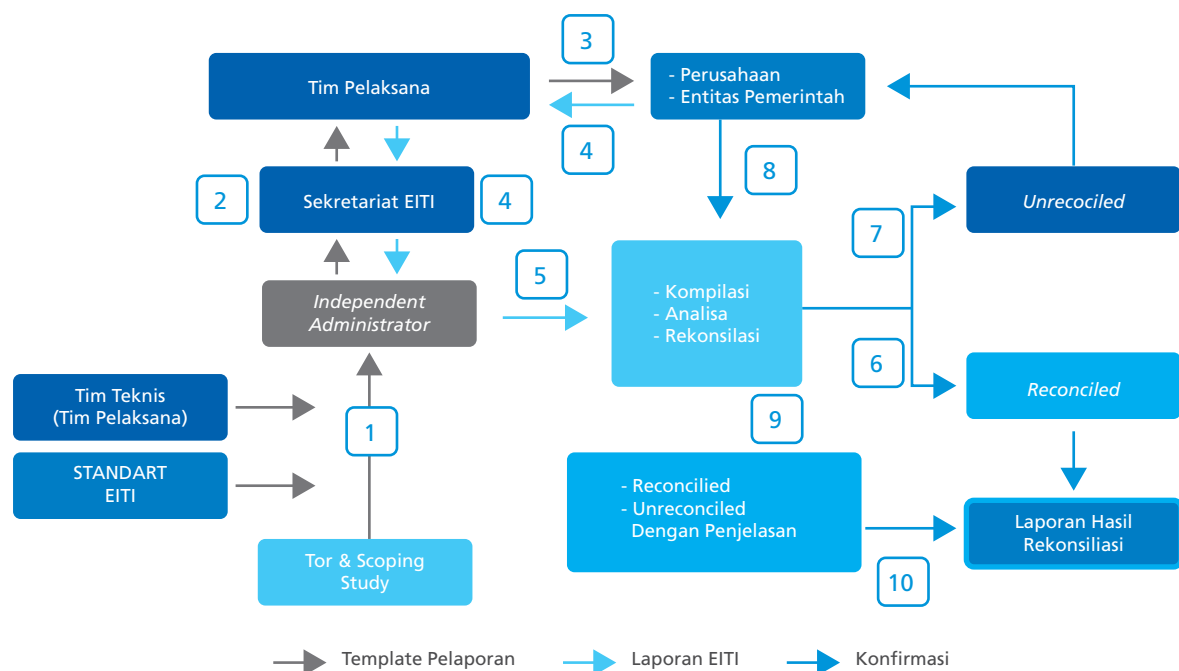 3
Tim Pelaksana
- Perusahaan
- Entitas Pemerintah
4
8
2
Sekretariat EITI
4
Unrecociled
7
5
Independent
Administrator
- Kompilasi
- Analisa
- Rekonsilasi
6
Tim Teknis
(Tim Pelaksana)
1
Reconciled
9
STANDART
EITI
- Reconcilied
- Unreconciled
Dengan Penjelasan
Laporan Hasil
Rekonsiliasi
Tor & Scoping
Study
10
Template Pelaporan
Laporan EITI
Konfirmasi